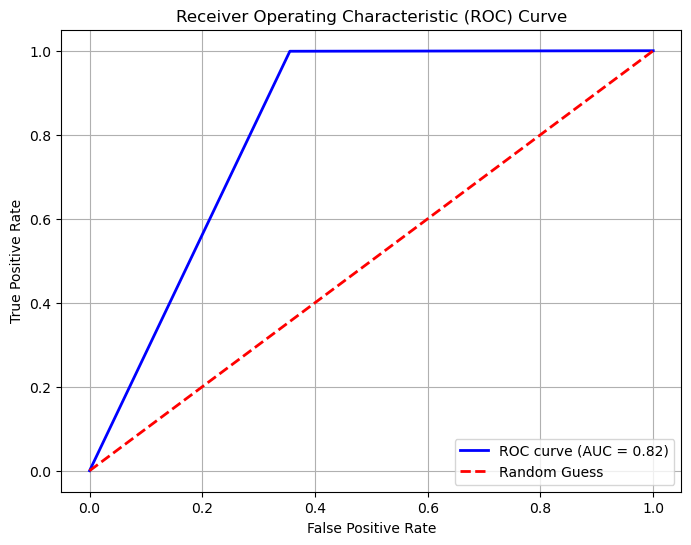 Receiver Operating Characteristic (ROC) Curve
1.0
0.8
0.6
0.4
0.2
0.0
True Positive Rate
0.0 0.2 0.4 0.6 0.8 1.0
False Positive Rate
ROC curve (AUC = 0.82)
Random Guess